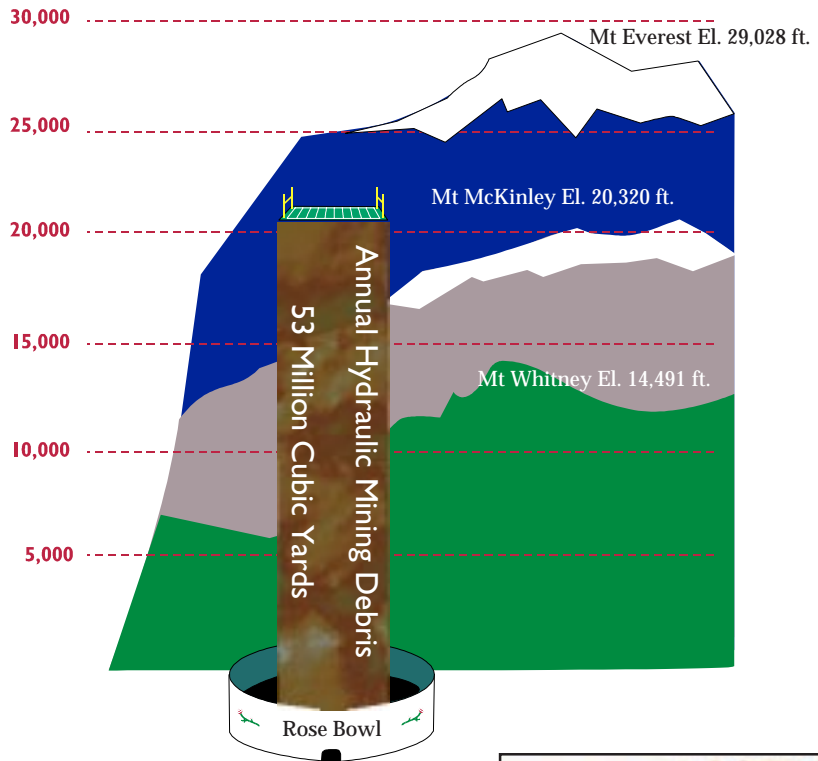 30,000
Mt Everest El. 29,028 ft.
25,000
Mt McKinley El. 20,320 ft.
20,000
15,000
Mt Whitney El. 14,491 ft.
10,000
5,000
Annual Hydraulic Mining Debris
53 Million Cubic Yards
Rose Bowl